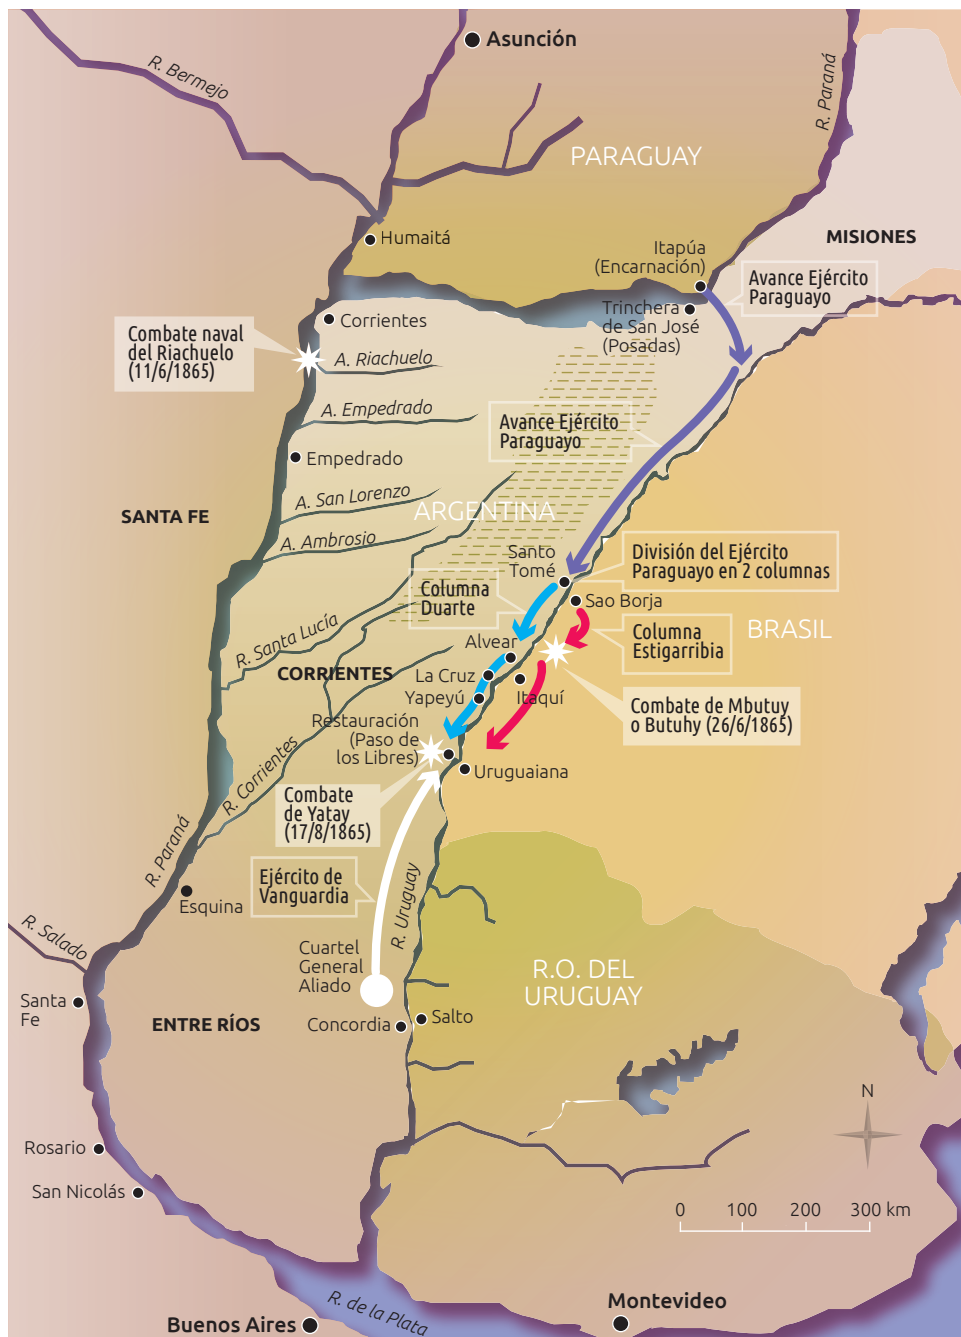 Asunción
R. Bermejo
R. Paraná
PARAGUAY
Humaitá
Itapúa
(Encarnación)
MISIONES
Avance Ejército
Paraguayo
Trinchera
de San José
(Posadas)
Corrientes
Combate naval
del Riachuelo
(11/6/1865)
A. Riachuelo
A. Empedrado
Avance Ejército
Paraguayo
Empedrado
A. San Lorenzo
SANTA FE
ARGENTINA
A. Ambrosio
Santo
Tomé
División del Ejército
Paraguayo en 2 columnas
Columna
Duarte
Sao Borja
BRASIL
Columna
Estigarribia
R. Santa Lucía
Alvear
CORRIENTES
La Cruz
Yapeyú
Itaquí
Combate de Mbutuy
o Butuhy (26/6/1865)
Restauración
(Paso de
los Libres)
Uruguaiana
R. Corrientes
Combate
de Yatay
(17/8/1865)
R. Paraná
Ejército de
Vanguardia
Esquina
R. Uruguay
R. Salado
Cuartel
General
Aliado
R.O. DEL
URUGUAY
Santa
Fe
ENTRE RÍOS
Concordia
Salto
N
Rosario
San Nicolás
0 100 200 300 km
R. de la Plata
Montevideo
Buenos Aires